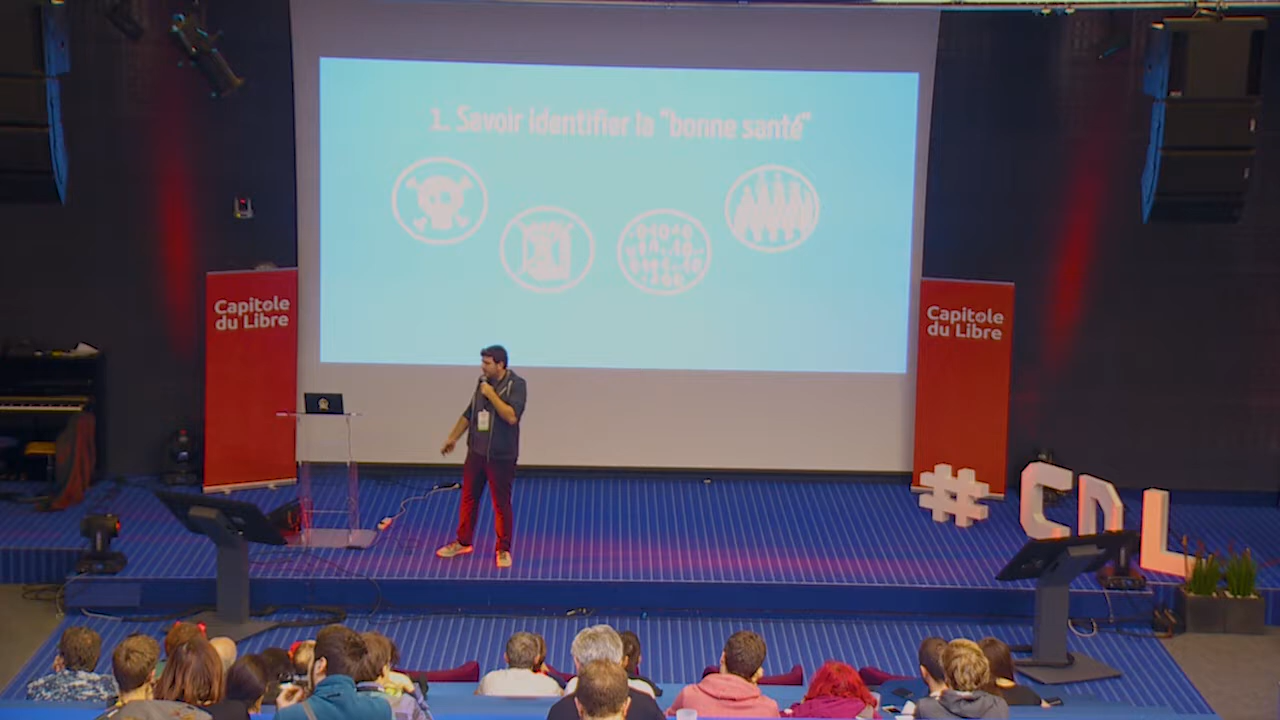 1. Savoir identifier la "bonne santé"
Capitole
du Libre
Capitole
du Libre
#CDL